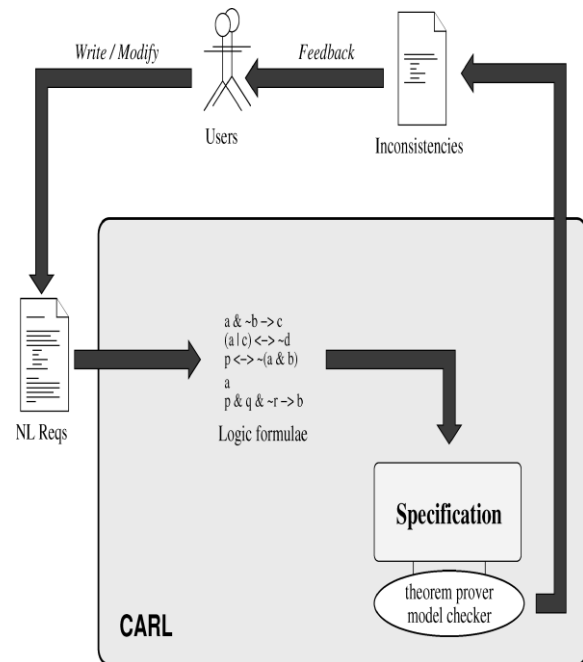 Write / Modify
Feedback
Users
Inconsistencies
a & ~b –> c
(a | c) <–> ~d
p <–> ~(a & b)
a
p & q & ~r –> b
NL Reqs
Logic formulae
Specification
theorem prover
model checker
CARL